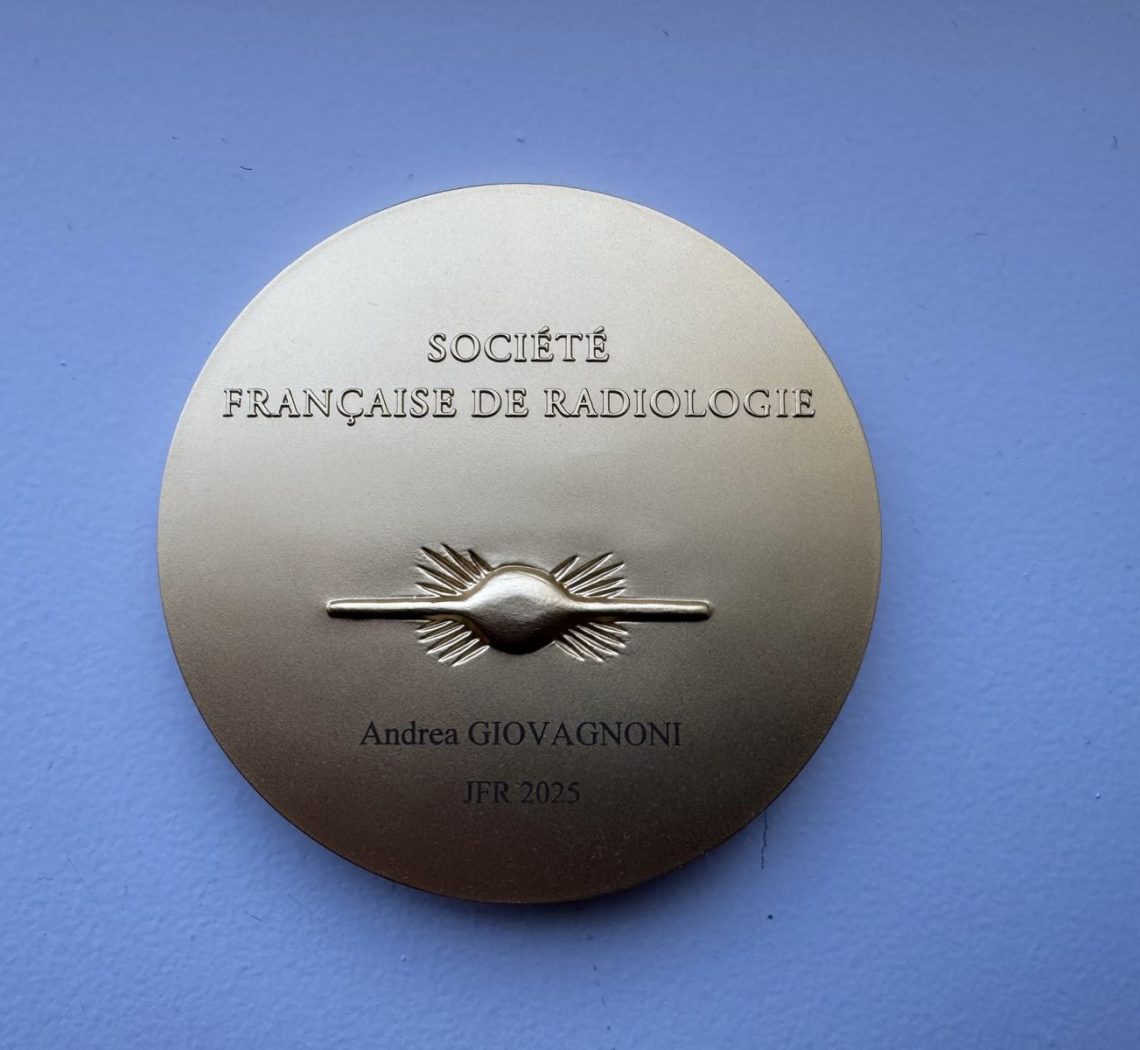 SOCIÉTÉ
FRANÇAISE DE RADIOLOGIE
Andrea GIOVAGNONI
JFR 2025